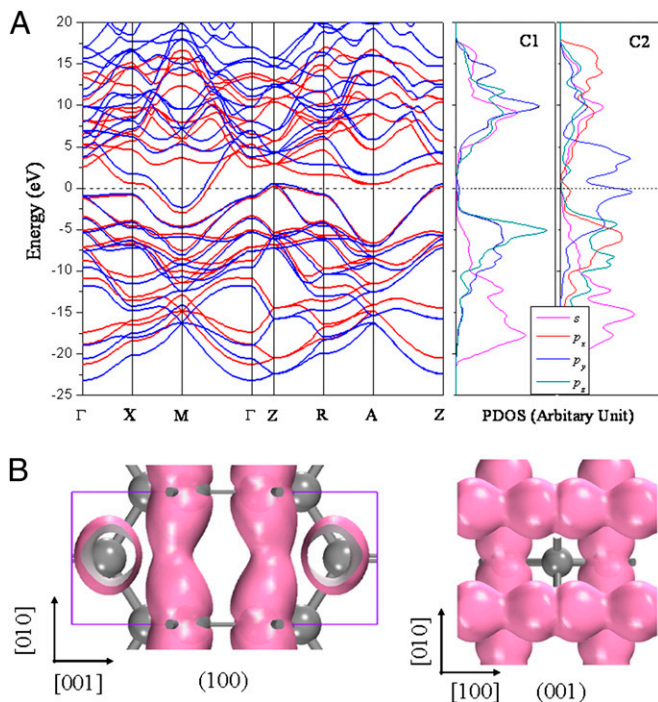 A
C1 C2
20
15
10
5
0
-5
-10
-15
-20
-25
Energy (eV)
s
px
py
pz
Γ X M Γ Z R A Z
PDOS (Arbitary Unit)
B
[010]
[001]
(100)
[010]
[100]
(001)